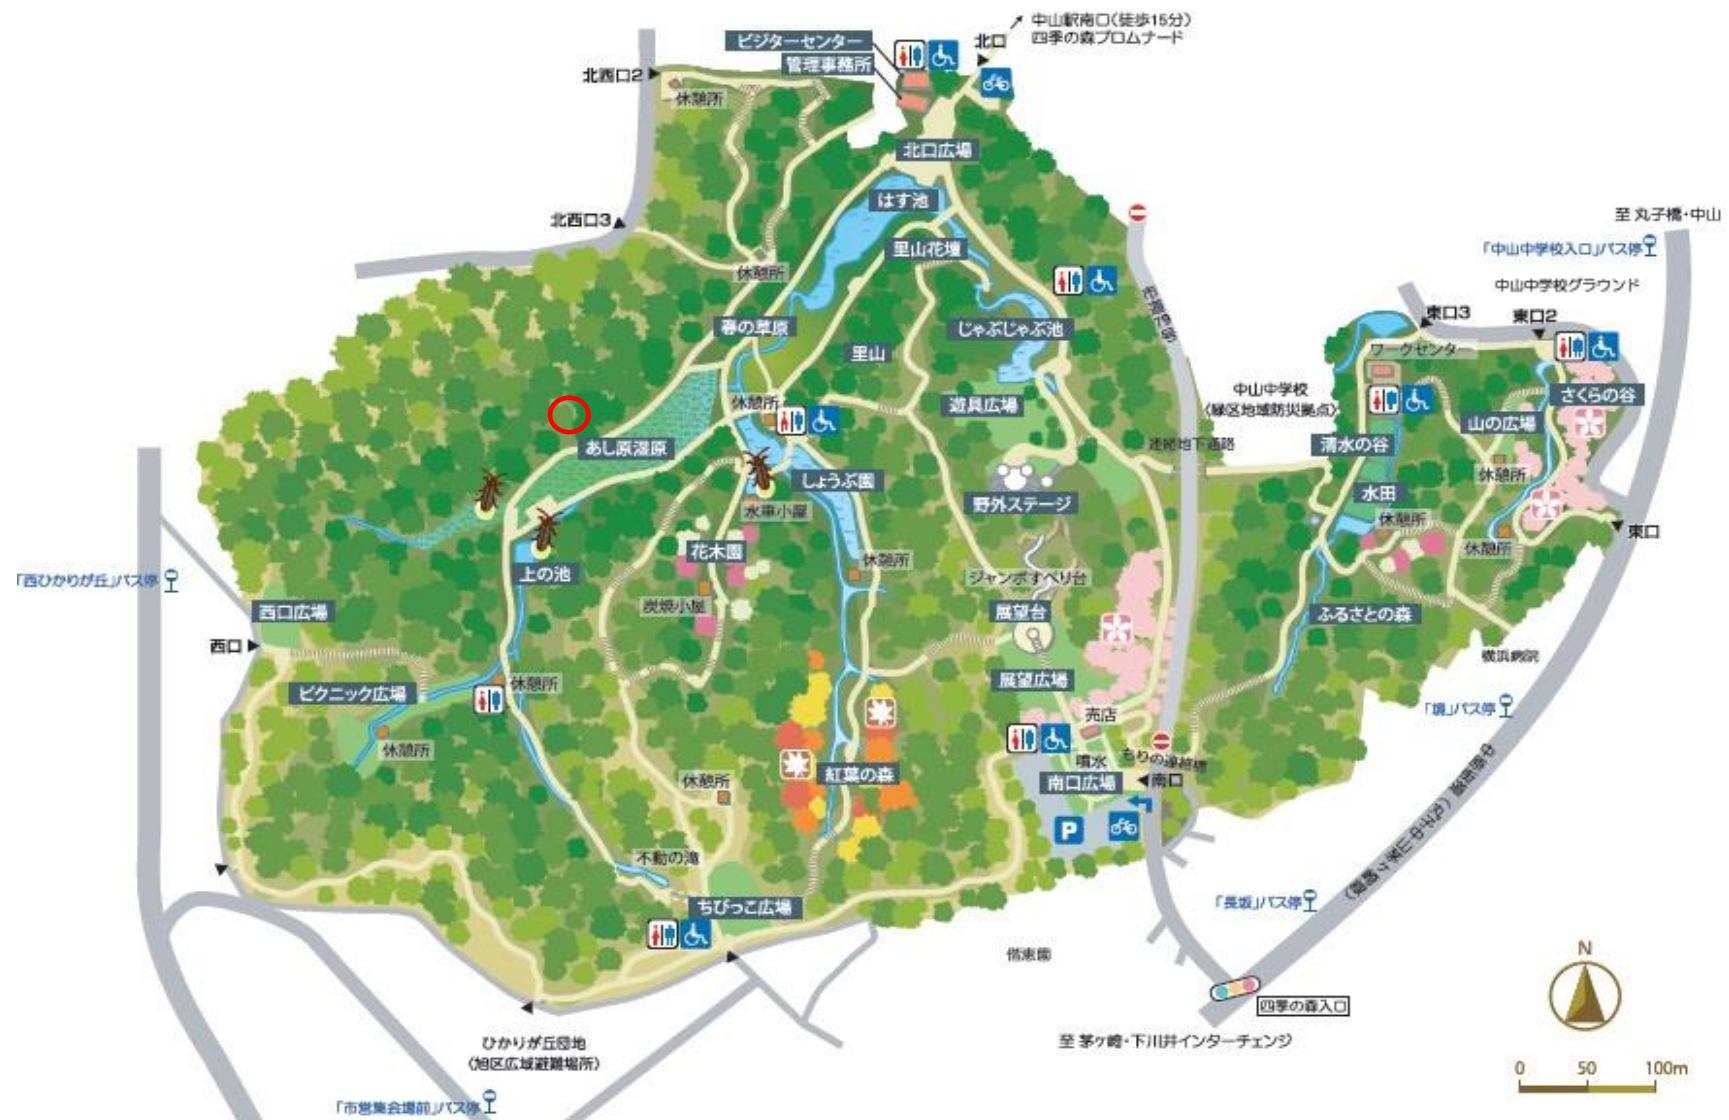 中山駅南口(徒歩15分)
四季の森プロムナード
北口
ビジターセンター
管理事務所
北西口2
休憩所
北口広場
はす池
北西口3
里山花壇
休憩所
至 丸子橋・中山
「中山中学校入口」バス停
中山中学校グラウンド
東口3
東口2
春の草原
じゃぶじゃぶ池
里山
ワークセンター
中山中学校
(緑区地域防災拠点)
さくらの谷
休憩所
遊具広場
山の広場
あし原湿原
連絡地下通路
清水の谷
しょうぶ園
野外ステージ
休憩所
水田
水車小屋
休憩所
東口
花木園
休憩所
休憩所
上の池
ジャンボすべり台
「西ひかりが丘」バス停
炭焼小屋
展望台
西口広場
ふるさとの森
西口
横浜病院
展望広場
休憩所
ピクニック広場
「境」バス停
売店
休憩所
もりの連絡橋
噴水
紅葉の森
休憩所
南口広場
南口
P
不動の滝
ちびっこ広場
「長坂」バス停
偕恵園
N
四季の森入口
ひかりが丘団地
(旭区広域避難場所)
至 茅ヶ崎・下川井インターチェンジ
0 50 100m
「市営集会場前」バス停